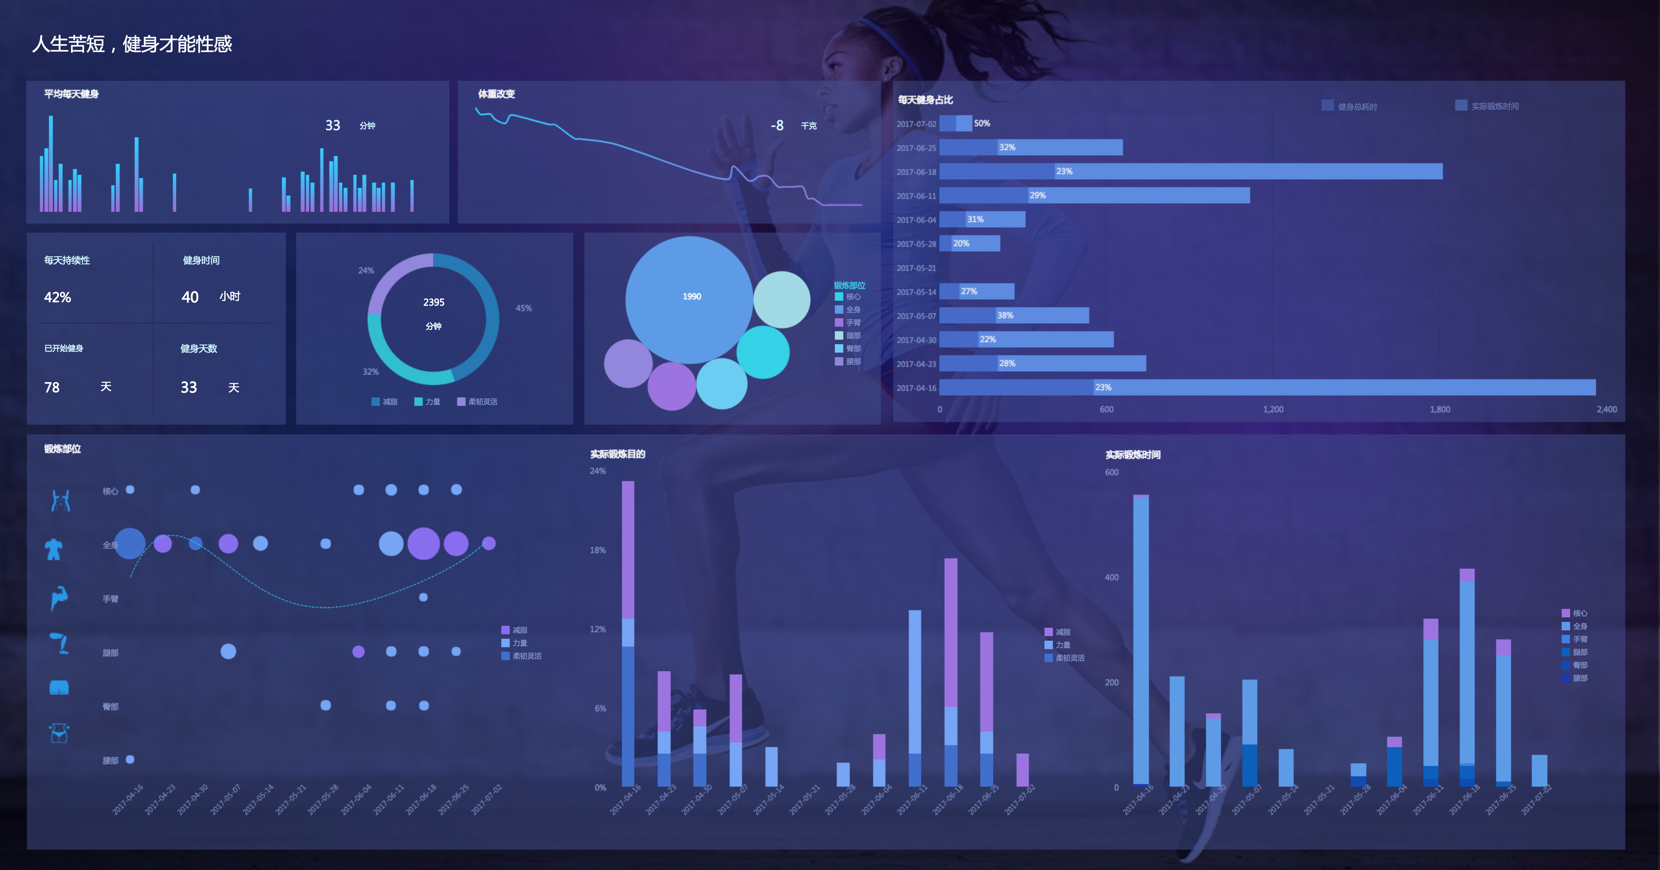 人生苦短，健身才能性感
平均每天健身
33 分钟
体重改变
-8 千克
每天健身占比
健身总耗时
实际锻炼时间
2017-07-02 50%
2017-06-25 32%
2017-06-18 23%
2017-06-11 29%
2017-06-04 31%
2017-05-28 20%
2017-05-21
2017-05-14 27%
2017-05-07 38%
2017-04-30 22%
2017-04-23 28%
2017-04-16 23%
0 600 1,200 1,800 2,400
每天持续性
42%
健身时间
40 小时
已开始健身
78 天
健身天数
33 天
24%
45%
32%
2395
分钟
减脂 力量 柔韧灵活
1990
锻炼部位
核心
全身
手臂
腿部
臀部
腰部
锻炼部位
核心
全身
手臂
腿部
臀部
腰部
2017-04-16 2017-04-23 2017-04-30 2017-05-07 2017-05-14 2017-05-21 2017-05-28 2017-06-04 2017-06-11 2017-06-18 2017-06-25 2017-07-02
减脂
力量
柔韧灵活
实际锻炼目的
24%
18%
12%
6%
0%
2017-04-16 2017-04-23 2017-04-30 2017-05-07 2017-05-14 2017-05-21 2017-05-28 2017-06-04 2017-06-11 2017-06-18 2017-06-25 2017-07-02
减脂
力量
柔韧灵活
实际锻炼时间
600
400
200
0
2017-04-16 2017-04-23 2017-04-30 2017-05-07 2017-05-14 2017-05-21 2017-05-28 2017-06-04 2017-06-11 2017-06-18 2017-06-25 2017-07-02
核心
全身
手臂
腿部
臀部
腰部